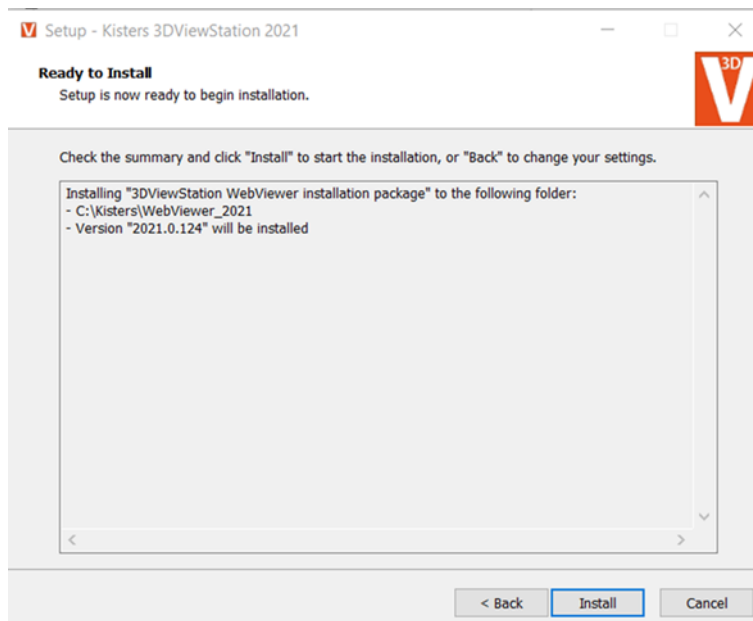 Setup - Kisters 3DViewStation 2021
Ready to Install
Setup is now ready to begin installation.
3D
V
Check the summary and click "Install" to start the installation, or "Back" to change your settings.
Installing "3DViewStation WebViewer installation package" to the following folder:
- C:\Kisters\WebViewer_2021
- Version "2021.0.124" will be installed
< Back
Install
Cancel